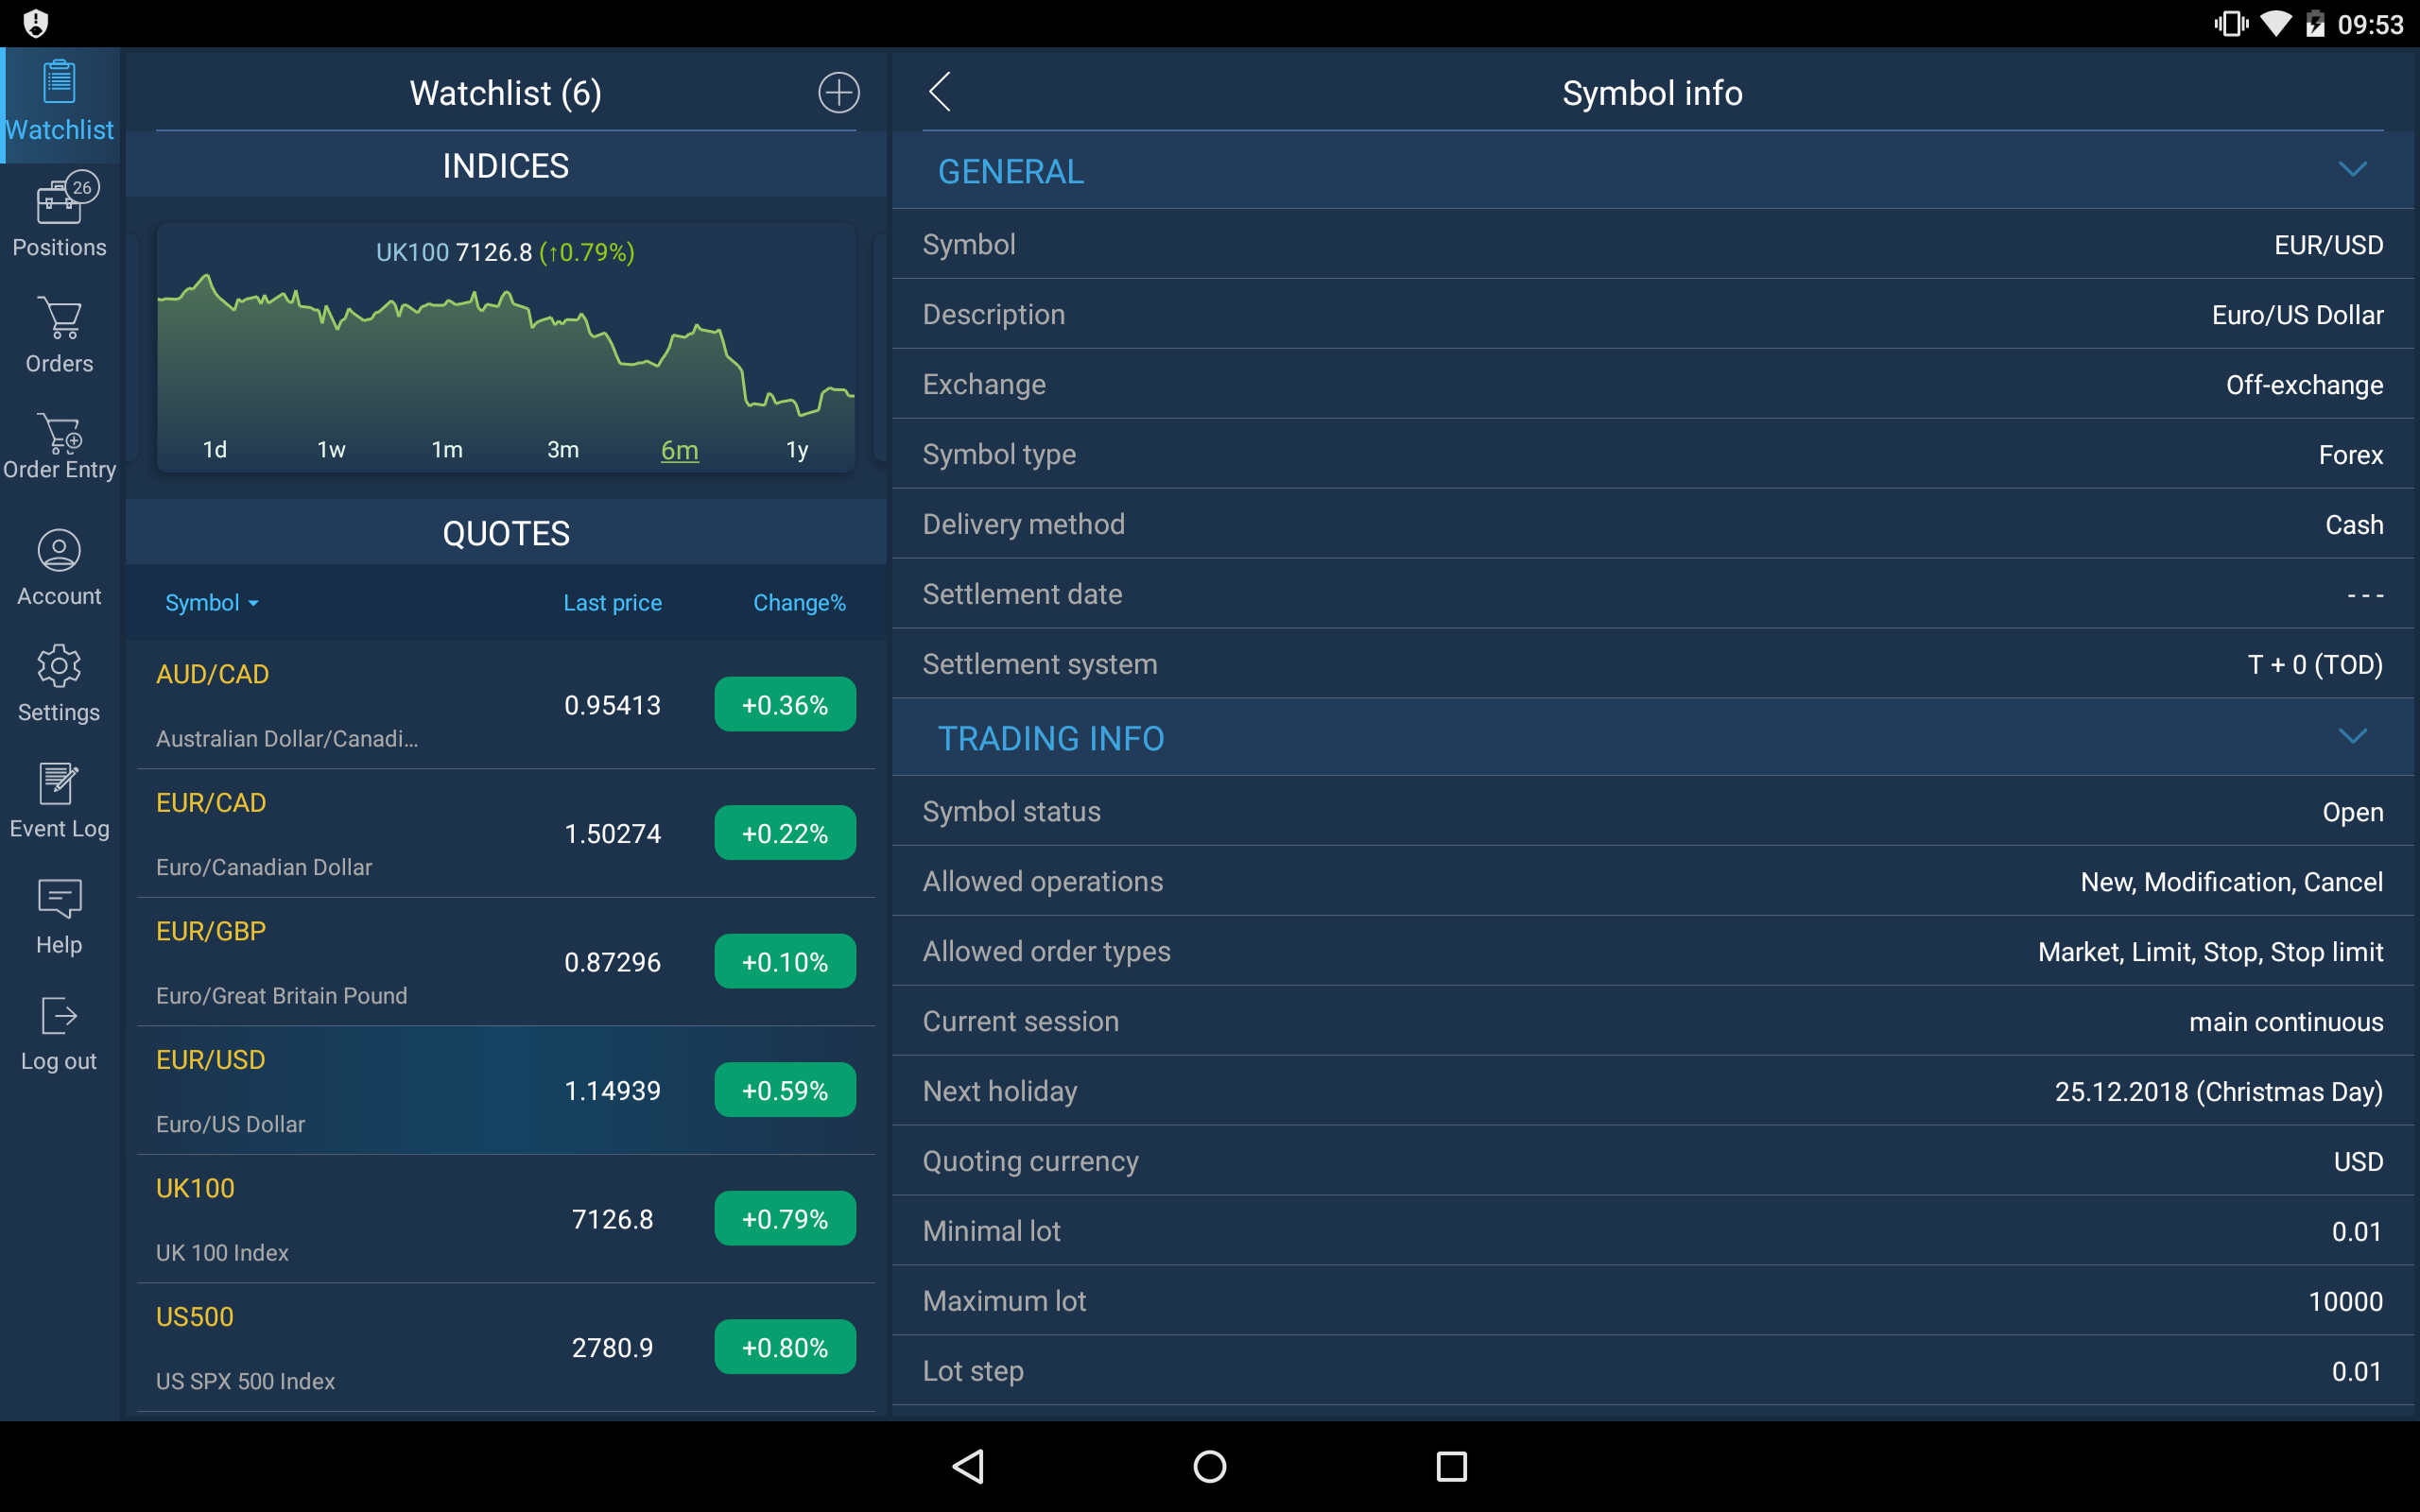 09:53
Watchlist
26
Positions
Orders
Order Entry
Account
Settings
Event Log
Help
Log out
Watchlist (6)
INDICES
UK100 7126.8 (↑0.79%)
1d 1w 1m 3m 6m 1y
QUOTES
Symbol Last price Change%
AUD/CAD
0.95413 +0.36%
Australian Dollar/Canadi...
EUR/CAD
1.50274 +0.22%
Euro/Canadian Dollar
EUR/GBP
0.87296 +0.10%
Euro/Great Britain Pound
EUR/USD
1.14939 +0.59%
Euro/US Dollar
UK100
7126.8 +0.79%
UK 100 Index
US500
2780.9 +0.80%
US SPX 500 Index
Symbol info
GENERAL
Symbol EUR/USD
Description Euro/US Dollar
Exchange Off-exchange
Symbol type Forex
Delivery method Cash
Settlement date - - -
Settlement system T + 0 (TOD)
TRADING INFO
Symbol status Open
Allowed operations New, Modification, Cancel
Allowed order types Market, Limit, Stop, Stop limit
Current session main continuous
Next holiday 25.12.2018 (Christmas Day)
Quoting currency USD
Minimal lot 0.01
Maximum lot 10000
Lot step 0.01